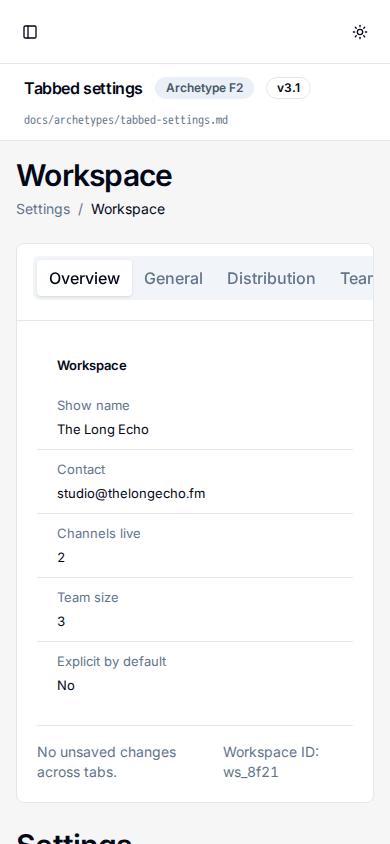 Tabbed settings Archetype F2 v3.1
docs/archetypes/tabbed-settings.md
Workspace
Settings / Workspace
Overview General Distribution
Workspace
Show name
The Long Echo
Contact
studio@thelongecho.fm
Channels live
2
Team size
3
Explicit by default
No
No unsaved changes across tabs.
Workspace ID: ws_8f21
Settings